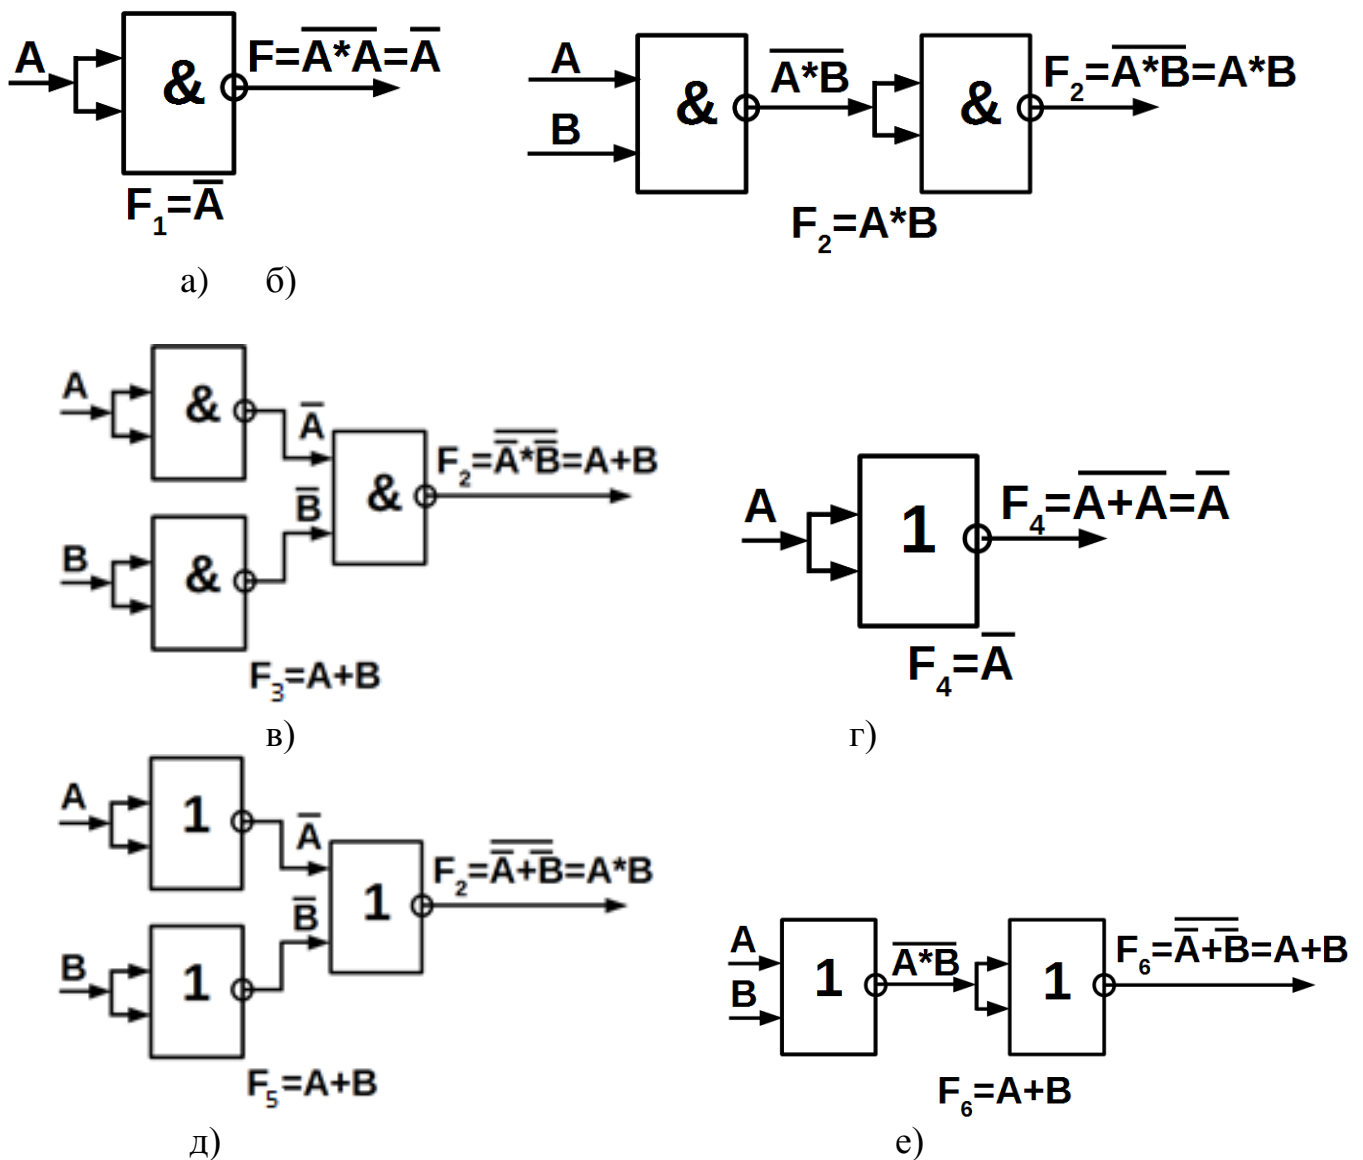 A & F=A̅*̅A̅=A̅
F₁=A̅
A B & A̅*̅B̅ & F₂=A̅*̅B̅=A*B
F₂=A*B
а) б)
A & A̅
B & B̅ & F₂=A̿*̿B̿=A+B
F₃=A+B
в)
A 1 F₄=A̅+̅A̅=A̅
F₄=A̅
г)
A 1 A̅
B 1 B̅ 1 F₂=A̿+̿B̿=A*B
F₅=A+B
д)
A B 1 A̅*̅B̅ 1 F₆=A̿+̿B̿=A+B
F₆=A+B
е)